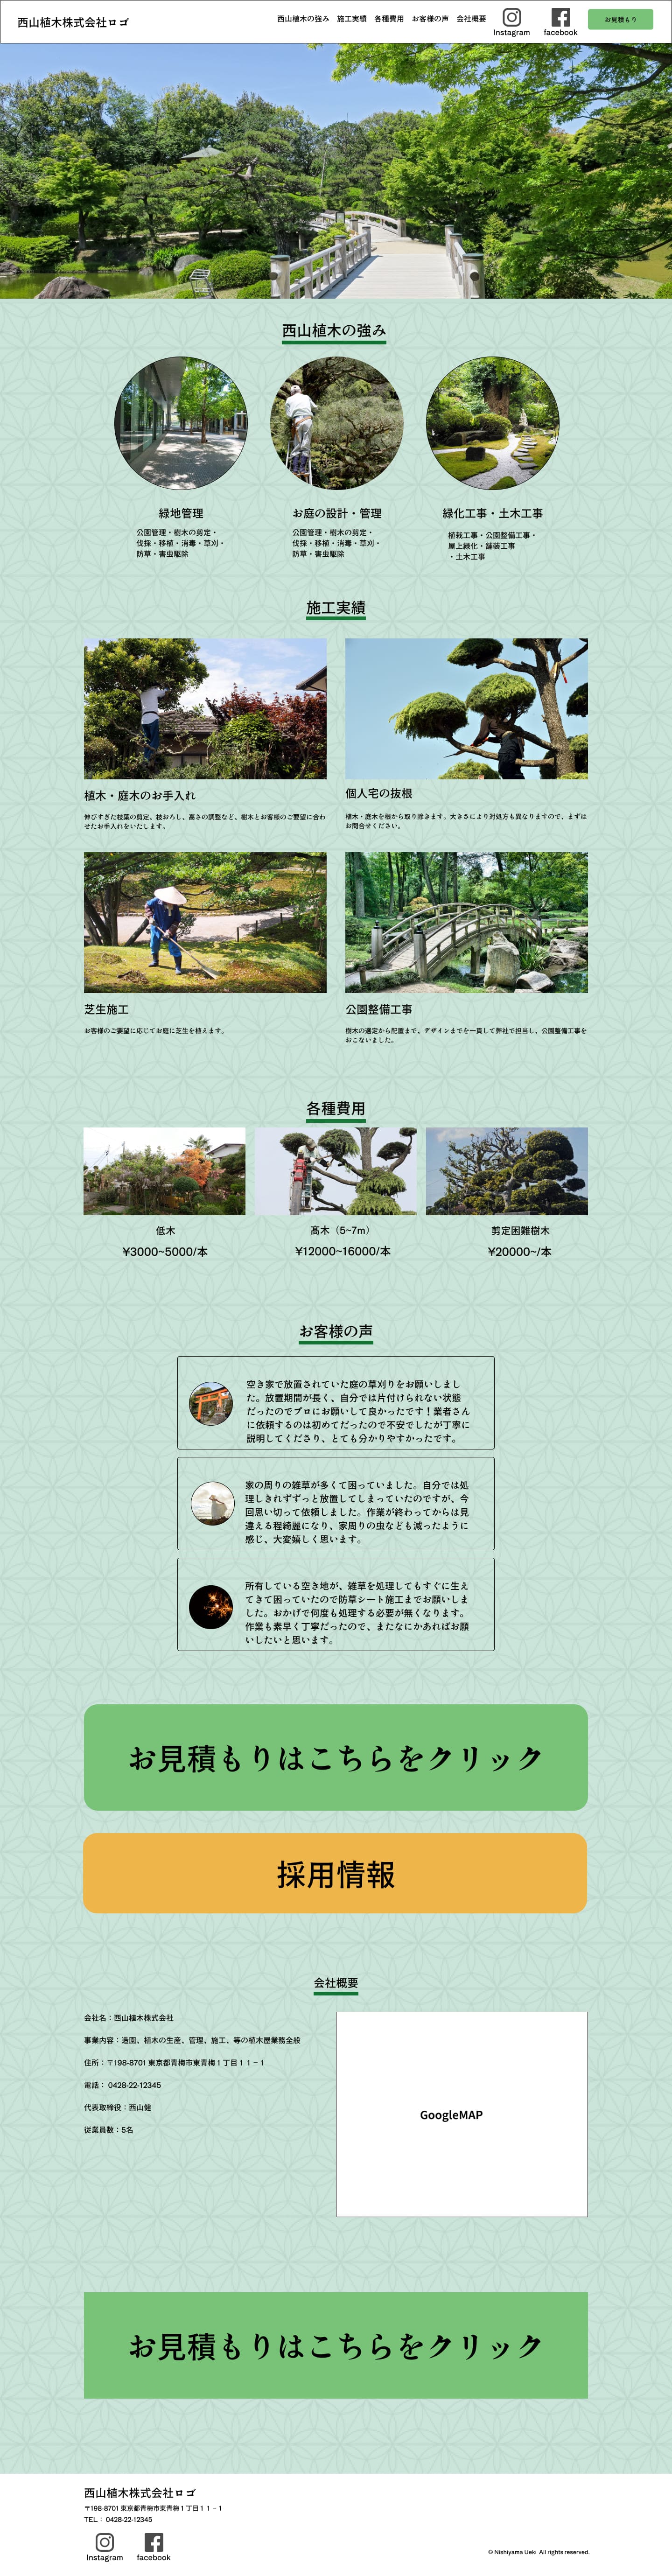 西山植木株式会社ロゴ
西山植木の強み 施工実績 各種費用 お客様の声 会社概要
Instagram
facebook
お見積もり
西山植木の強み
緑地管理
公園管理・樹木の剪定・
伐採・移植・消毒・草刈・
防草・害虫駆除
お庭の設計・管理
公園管理・樹木の剪定・
伐採・移植・消毒・草刈・
防草・害虫駆除
緑化工事・土木工事
植栽工事・公園整備工事・
屋上緑化・舗装工事
・土木工事
施工実績
植木・庭木のお手入れ
伸びすぎた枝葉の剪定、枝おろし、高さの調整など、樹木とお客様のご要望に合わ
せたお手入れをいたします。
個人宅の抜根
植木・庭木を根から取り除きます。大きさにより対処方も異なりますので、まずは
お問合せください。
芝生施工
お客様のご要望に応じてお庭に芝生を植えます。
公園整備工事
樹木の選定から配置まで、デザインまでを一貫して弊社で担当し、公園整備工事を
おこないました。
各種費用
低木
¥3000~5000/本
髙木（5~7m）
¥12000~16000/本
剪定困難樹木
¥20000~/本
お客様の声
空き家で放置されていた庭の草刈りをお願いしまし
た。放置期間が長く、自分では片付けられない状態
だったのでプロにお願いして良かったです！業者さん
に依頼するのは初めてだったので不安でしたが丁寧に
説明してくださり、とても分かりやすかったです。
家の周りの雑草が多くて困っていました。自分では処
理しきれずずっと放置してしまっていたのですが、今
回思い切って依頼しました。作業が終わってからは見
違える程綺麗になり、家周りの虫なども減ったように
感じ、大変嬉しく思います。
所有している空き地が、雑草を処理してもすぐに生え
てきて困っていたので防草シート施工までお願いしま
した。おかげで何度も処理する必要が無くなります。
作業も素早く丁寧だったので、またなにかあればお願
いしたいと思います。
お見積もりはこちらをクリック
採用情報
会社概要
会社名：西山植木株式会社
事業内容：造園、植木の生産、管理、施工、等の植木屋業務全般
住所：〒198-8701 東京都青梅市東青梅１丁目１１−１
電話： 0428-22-12345
代表取締役：西山健
従業員数：5名
GoogleMAP
お見積もりはこちらをクリック
西山植木株式会社ロゴ
〒198-8701 東京都青梅市東青梅１丁目１１−１
TEL： 0428-22-12345
Instagram
facebook
© Nishiyama Ueki All rights reserved.